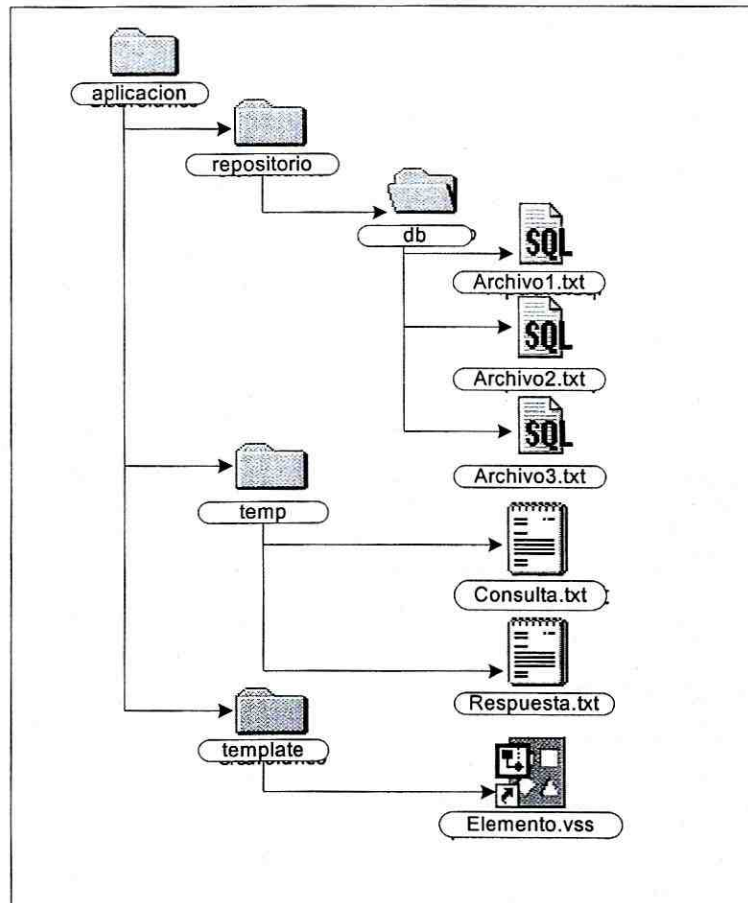 aplicacion
repositorio
db
SQL
Archivo1.txt
SQL
Archivo2.txt
SQL
Archivo3.txt
temp
Consulta.txt
Respuesta.txt
template
Elemento.vss